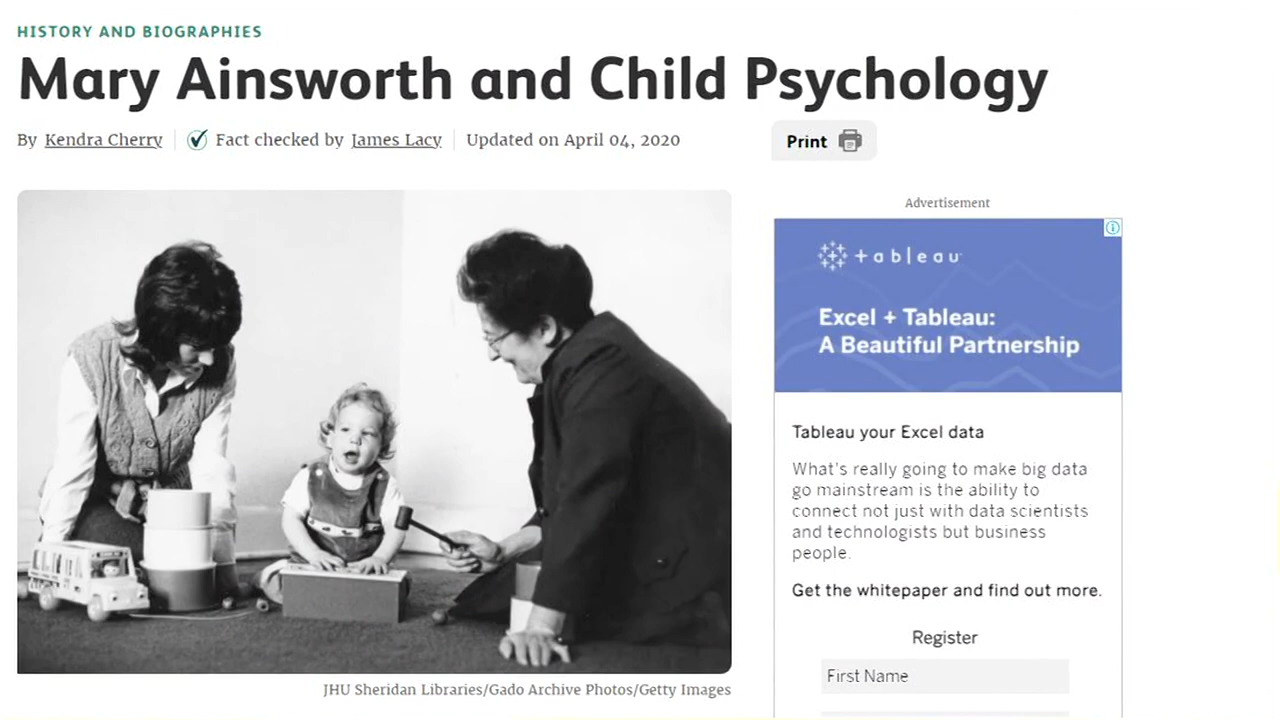 HISTORY AND BIOGRAPHIES
Mary Ainsworth and Child Psychology
By Kendra Cherry
Fact checked by James Lacy
Updated on April 04, 2020
Print
JHU Sheridan Libraries/Gado Archive Photos/Getty Images
Advertisement
+ableau
Excel + Tableau:
A Beautiful Partnership
Tableau your Excel data
What's really going to make big data
go mainstream is the ability to
connect not just with data scientists
and technologists but business
people.
Get the whitepaper and find out more.
Register
First Name